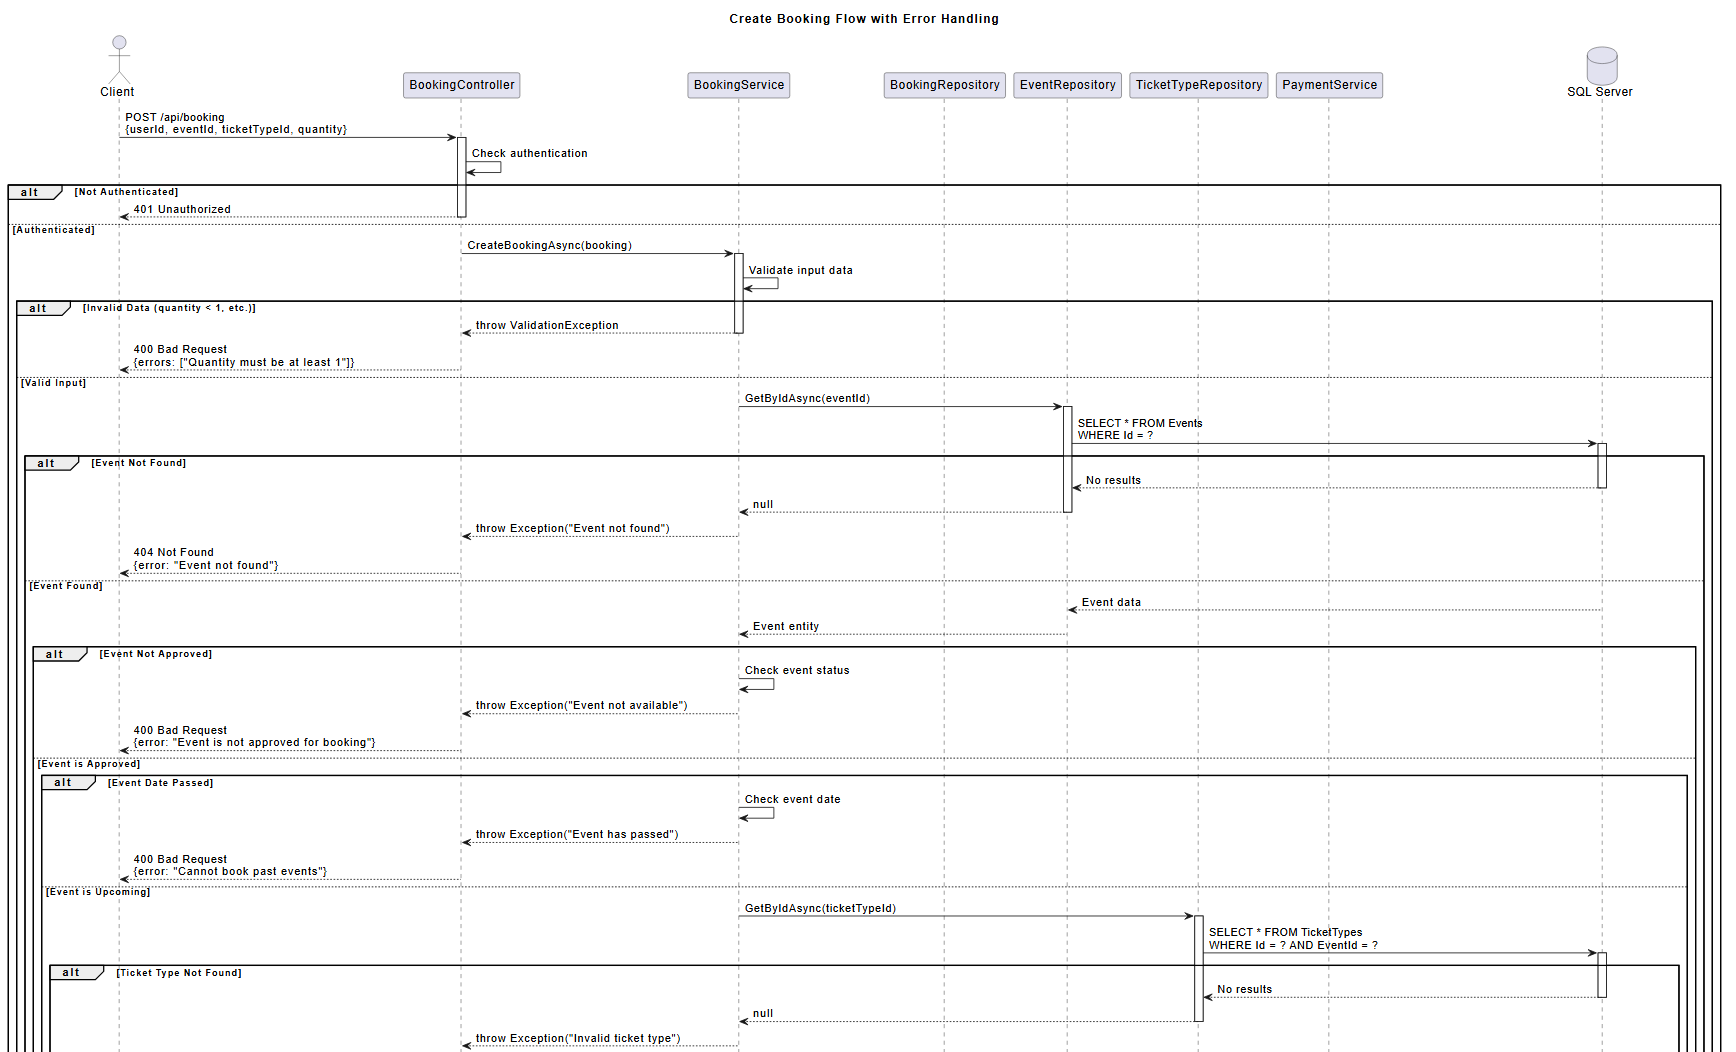 Create Booking Flow with Error Handling
Client
BookingController
BookingService
BookingRepository
EventRepository
TicketTypeRepository
PaymentService
SQL Server
POST /api/booking
{userId, eventId, ticketTypeId, quantity}
Check authentication
alt
[Not Authenticated]
401 Unauthorized
[Authenticated]
CreateBookingAsync(booking)
Validate input data
alt
[Invalid Data (quantity < 1, etc.)]
throw ValidationException
400 Bad Request
{errors: ["Quantity must be at least 1"]}
[Valid Input]
GetByIdAsync(eventId)
SELECT * FROM Events
WHERE Id = ?
alt
[Event Not Found]
No results
null
throw Exception("Event not found")
404 Not Found
{error: "Event not found"}
[Event Found]
Event data
Event entity
alt
[Event Not Approved]
Check event status
throw Exception("Event not available")
400 Bad Request
{error: "Event is not approved for booking"}
[Event is Approved]
alt
[Event Date Passed]
Check event date
throw Exception("Event has passed")
400 Bad Request
{error: "Cannot book past events"}
[Event is Upcoming]
GetByIdAsync(ticketTypeId)
SELECT * FROM TicketTypes
WHERE Id = ? AND EventId = ?
alt
[Ticket Type Not Found]
No results
null
throw Exception("Invalid ticket type")